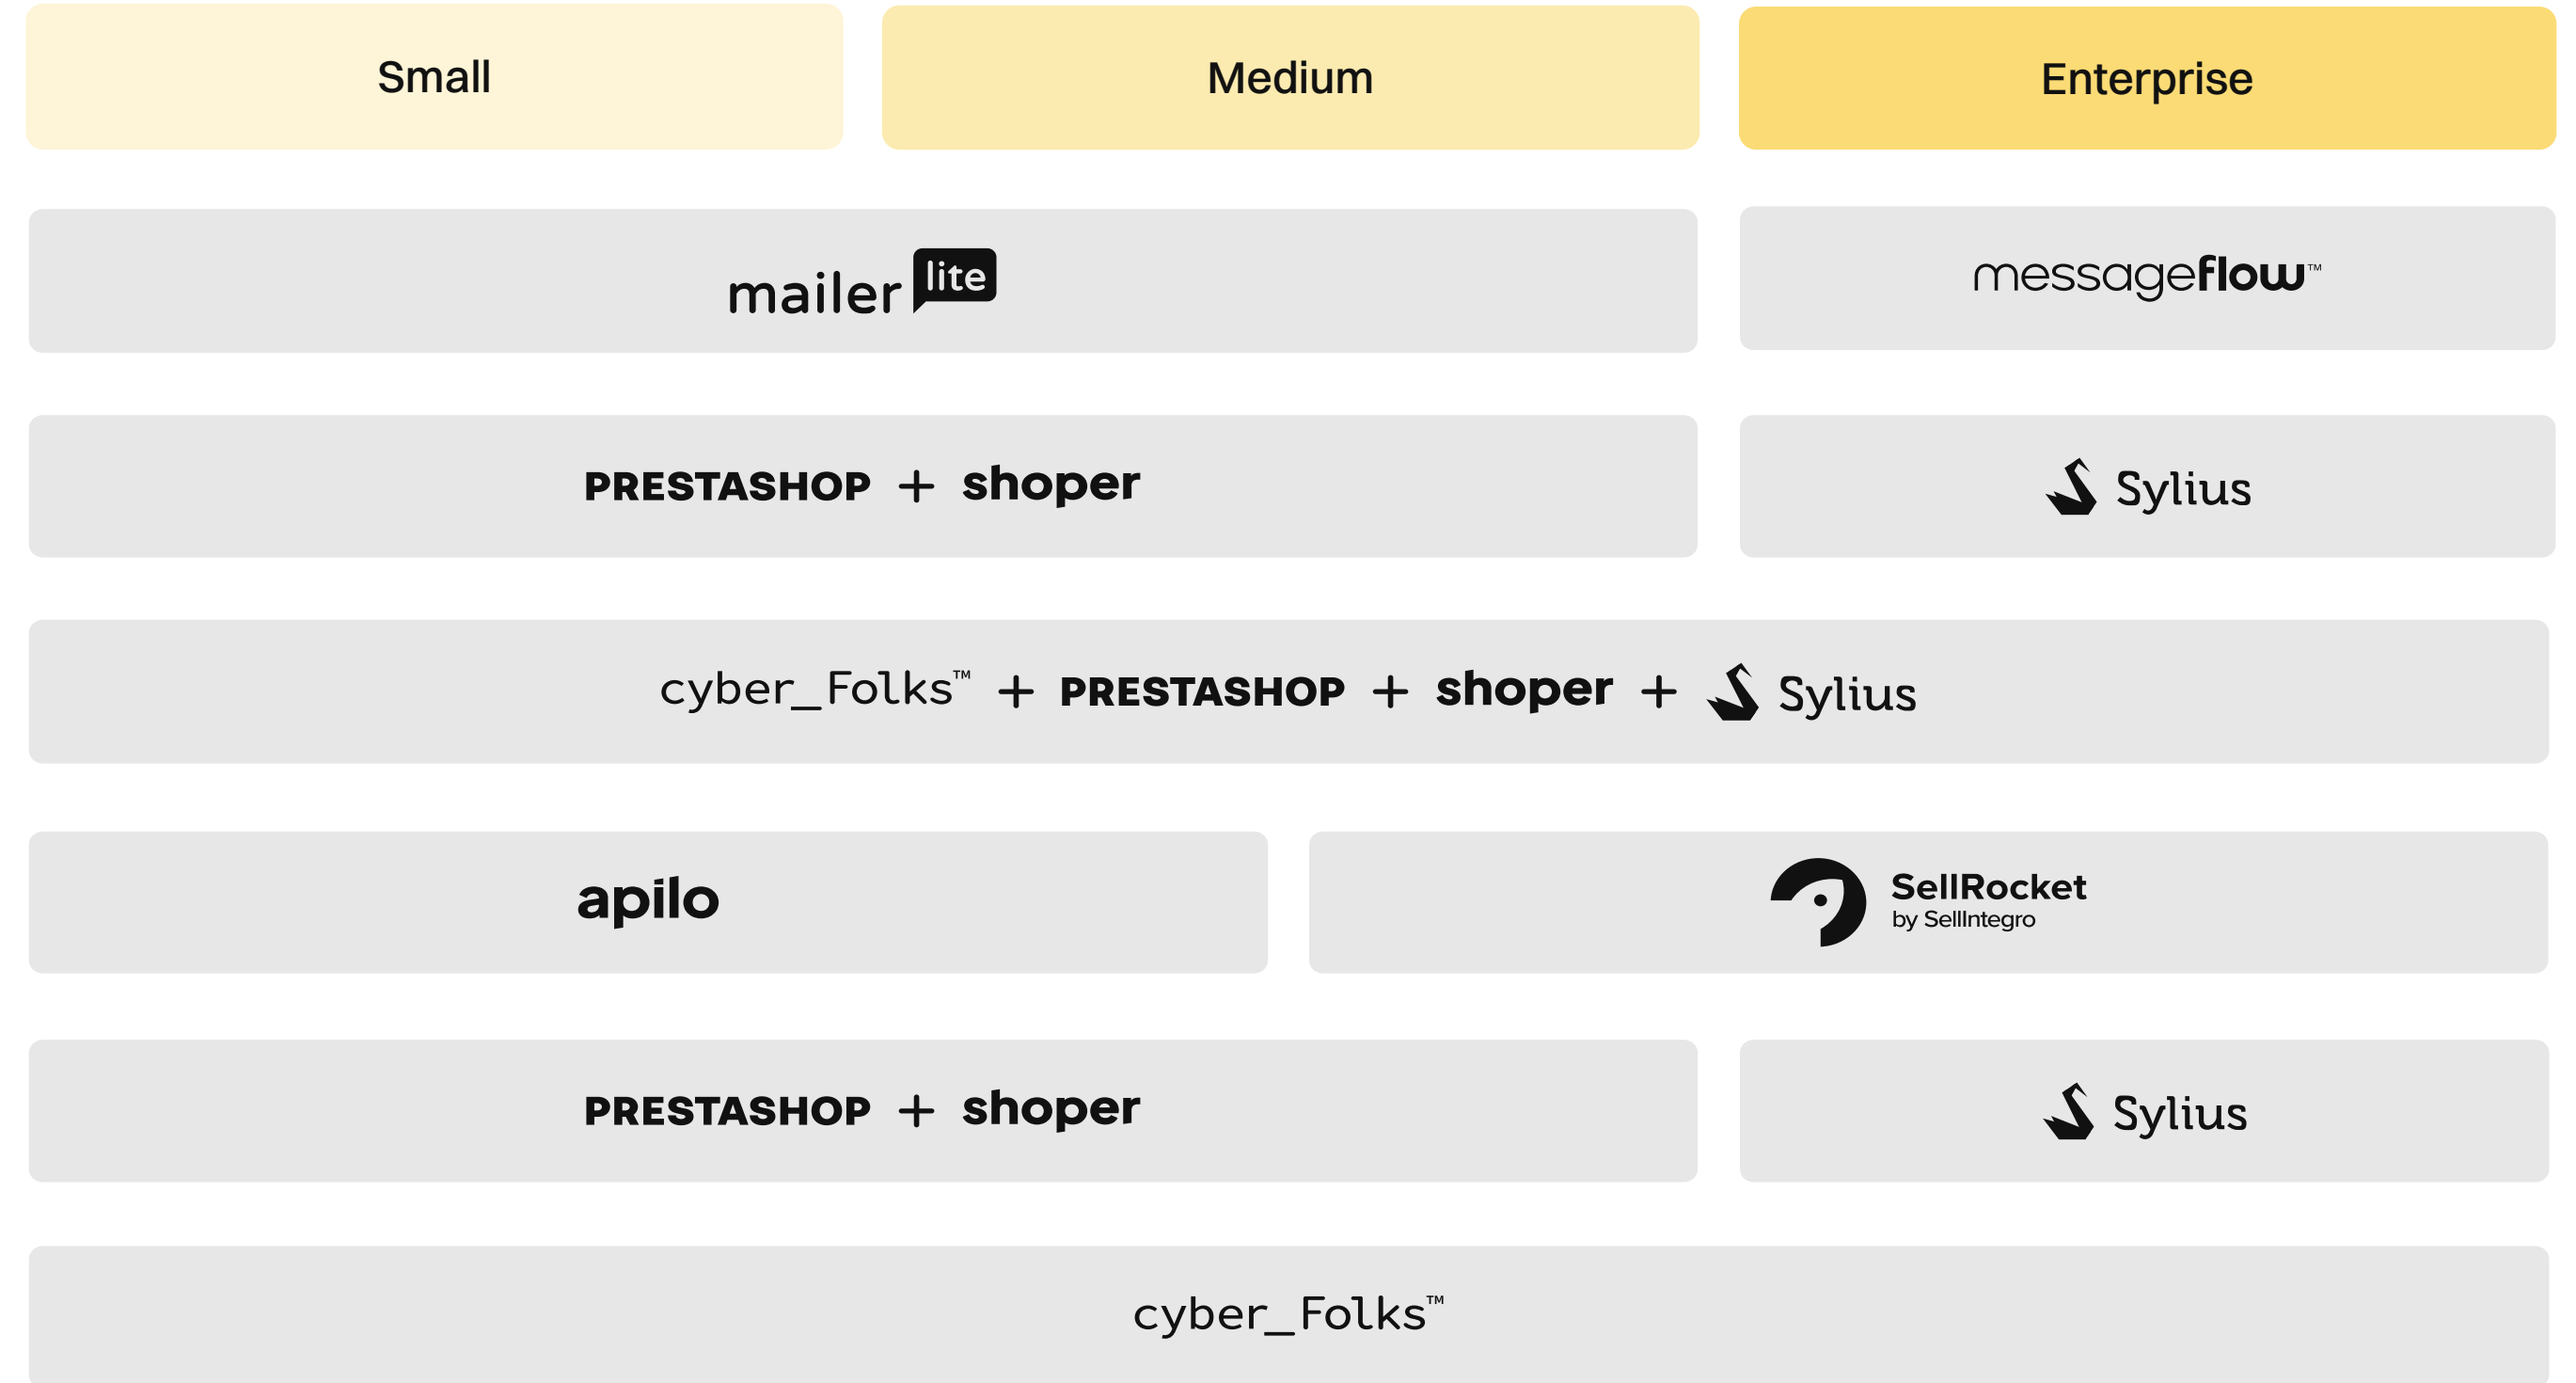 Small Medium Enterprise
mailer lite messageflow™
PRESTASHOP + shoper Sylius
cyber_Folks™ + PRESTASHOP + shoper + Sylius
apilo SellRocket
by SellIntegro
PRESTASHOP + shoper Sylius
cyber_Folks™